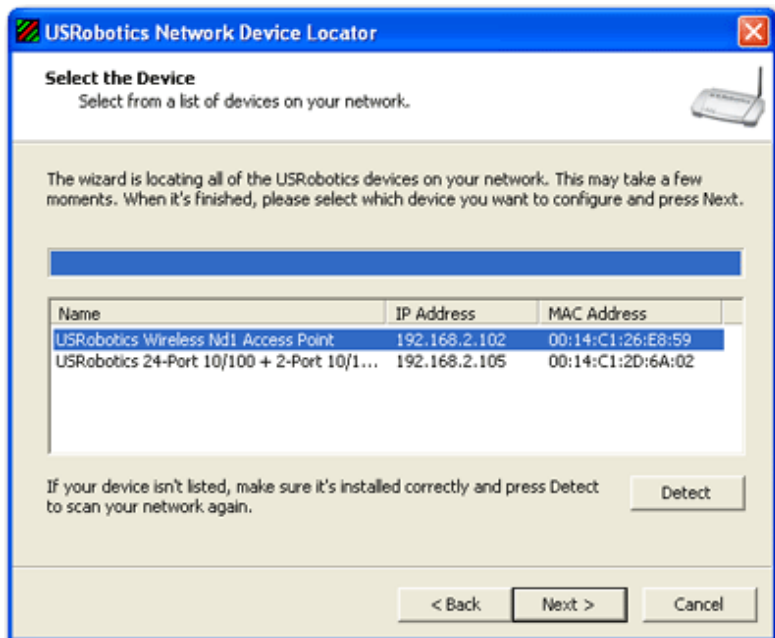 USRobotics Network Device Locator
Select the Device
Select from a list of devices on your network.
The wizard is locating all of the USRobotics devices on your network. This may take a few
moments. When it's finished, please select which device you want to configure and press Next.
Name IP Address MAC Address
USRobotics Wireless Nd1 Access Point 192.168.2.102 00:14:C1:26:E8:59
USRobotics 24-Port 10/100 + 2-Port 10/1... 192.168.2.105 00:14:C1:2D:6A:02
If your device isn't listed, make sure it's installed correctly and press Detect
to scan your network again.
Detect
< Back Next > Cancel